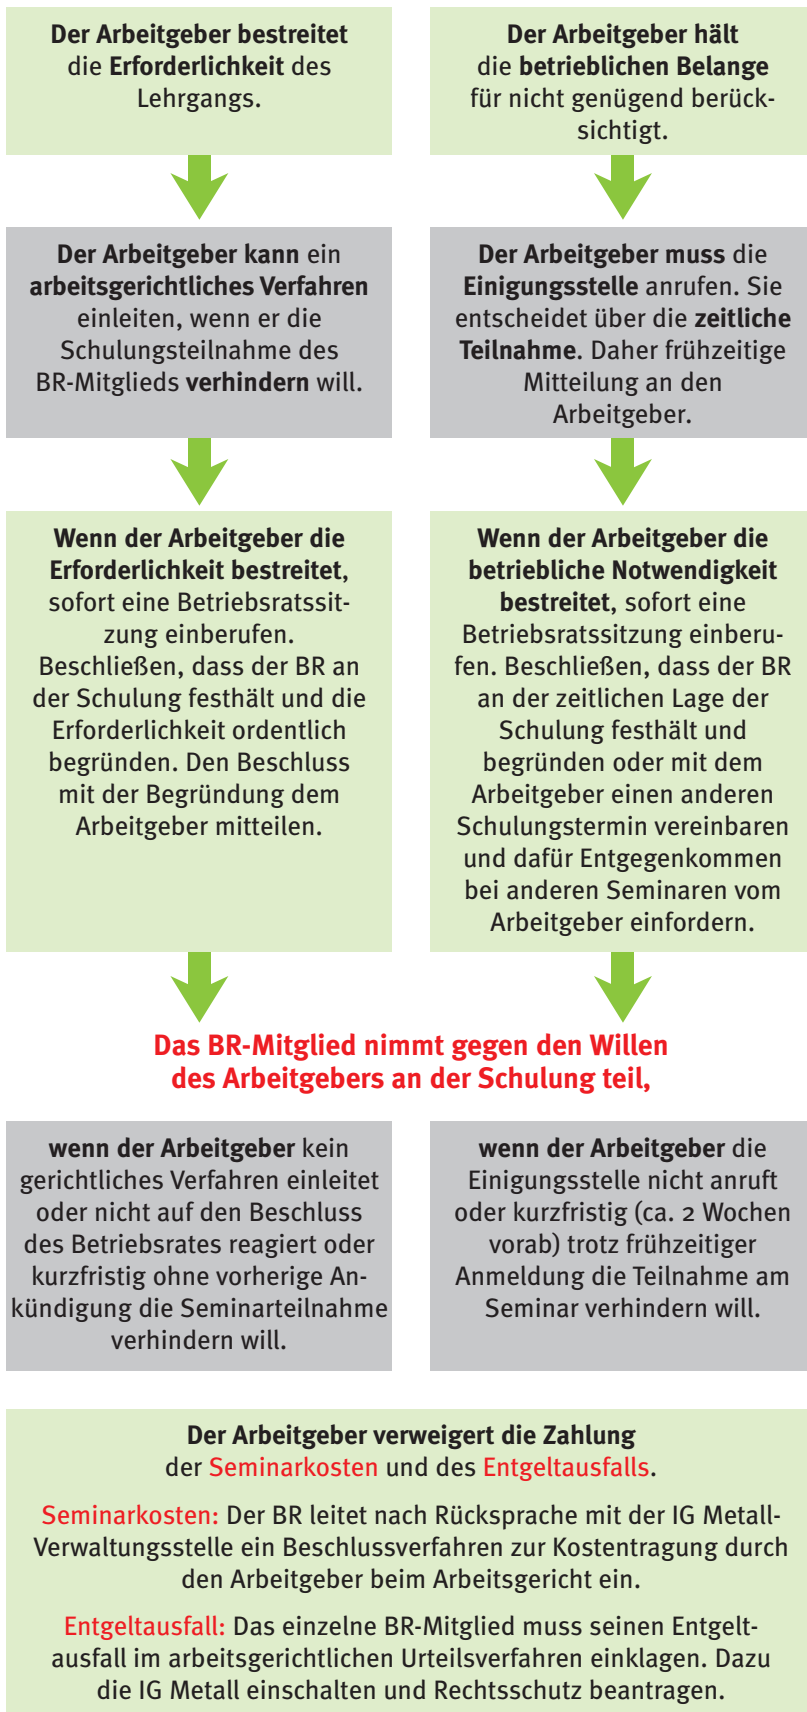 Der Arbeitgeber bestreitet
die Erforderlichkeit des
Lehrgangs.
Der Arbeitgeber hält
die betrieblichen Belange
für nicht genügend berück-
sichtigt.
Der Arbeitgeber kann ein
arbeitsgerichtliches Verfahren
einleiten, wenn er die
Schulungsteilnahme des
BR-Mitglieds verhindern will.
Der Arbeitgeber muss die
Einigungsstelle anrufen. Sie
entscheidet über die zeitliche
Teilnahme. Daher frühzeitige
Mitteilung an den
Arbeitgeber.
Wenn der Arbeitgeber die
Erforderlichkeit bestreitet,
sofort eine Betriebsratssit-
zung einberufen.
Beschließen, dass der BR an
der Schulung festhält und die
Erforderlichkeit ordentlich
begründen. Den Beschluss
mit der Begründung dem
Arbeitgeber mitteilen.
Wenn der Arbeitgeber die
betriebliche Notwendigkeit
bestreitet, sofort eine
Betriebsratssitzung einberu-
fen. Beschließen, dass der BR
an der zeitlichen Lage der
Schulung festhält und
begründen oder mit dem
Arbeitgeber einen anderen
Schulungstermin vereinbaren
und dafür Entgegenkommen
bei anderen Seminaren vom
Arbeitgeber einfordern.
Das BR-Mitglied nimmt gegen den Willen
des Arbeitgebers an der Schulung teil,
wenn der Arbeitgeber kein
gerichtliches Verfahren einleitet
oder nicht auf den Beschluss
des Betriebsrates reagiert oder
kurzfristig ohne vorherige An-
kündigung die Seminarteilnahme
verhindern will.
wenn der Arbeitgeber die
Einigungsstelle nicht anruft
oder kurzfristig (ca. 2 Wochen
vorab) trotz frühzeitiger
Anmeldung die Teilnahme am
Seminar verhindern will.
Der Arbeitgeber verweigert die Zahlung
der Seminarkosten und des Entgeltausfalls.
Seminarkosten: Der BR leitet nach Rücksprache mit der IG Metall-
Verwaltungsstelle ein Beschlussverfahren zur Kostentragung durch
den Arbeitgeber beim Arbeitsgericht ein.
Entgeltausfall: Das einzelne BR-Mitglied muss seinen Entgelt-
ausfall im arbeitsgerichtlichen Urteilsverfahren einklagen. Dazu
die IG Metall einschalten und Rechtsschutz beantragen.